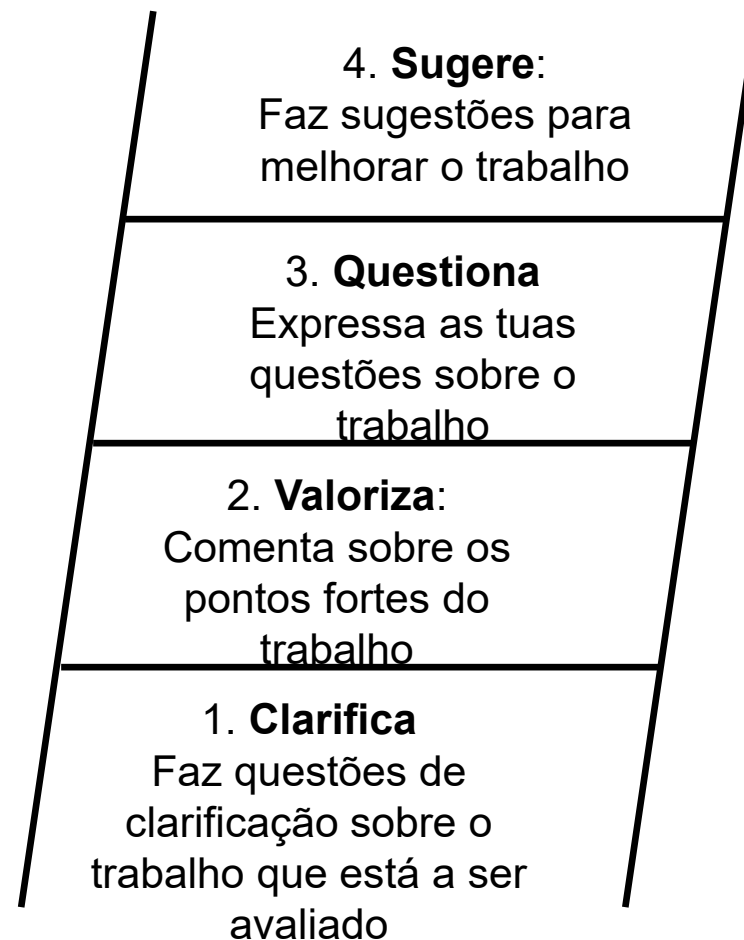 4. Sugere:
Faz sugestões para
melhorar o trabalho
3. Questiona
Expressa as tuas
questões sobre o
trabalho
2. Valoriza:
Comenta sobre os
pontos fortes do
trabalho
1. Clarifica
Faz questões de
clarificação sobre o
trabalho que está a ser
avaliado